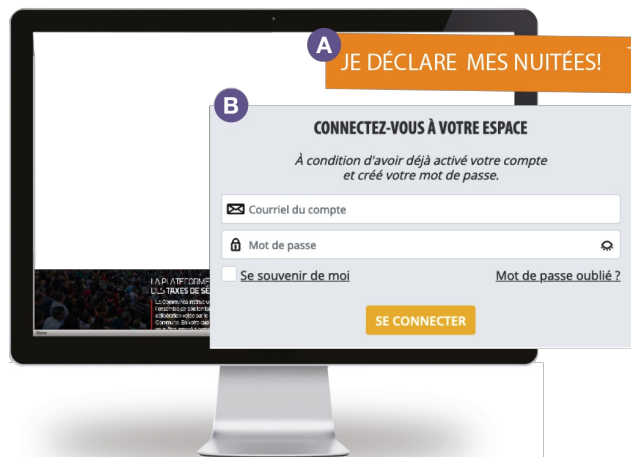 A
JE DÉCLARE MES NUITÉES!
B
CONNECTEZ-VOUS À VOTRE ESPACE
À condition d'avoir déjà activé votre compte
et créé votre mot de passe.
Courriel du compte
Mot de passe
Se souvenir de moi
Mot de passe oublié ?
SE CONNECTER
LA PLATEFORME
DES TAXES DE SÉ